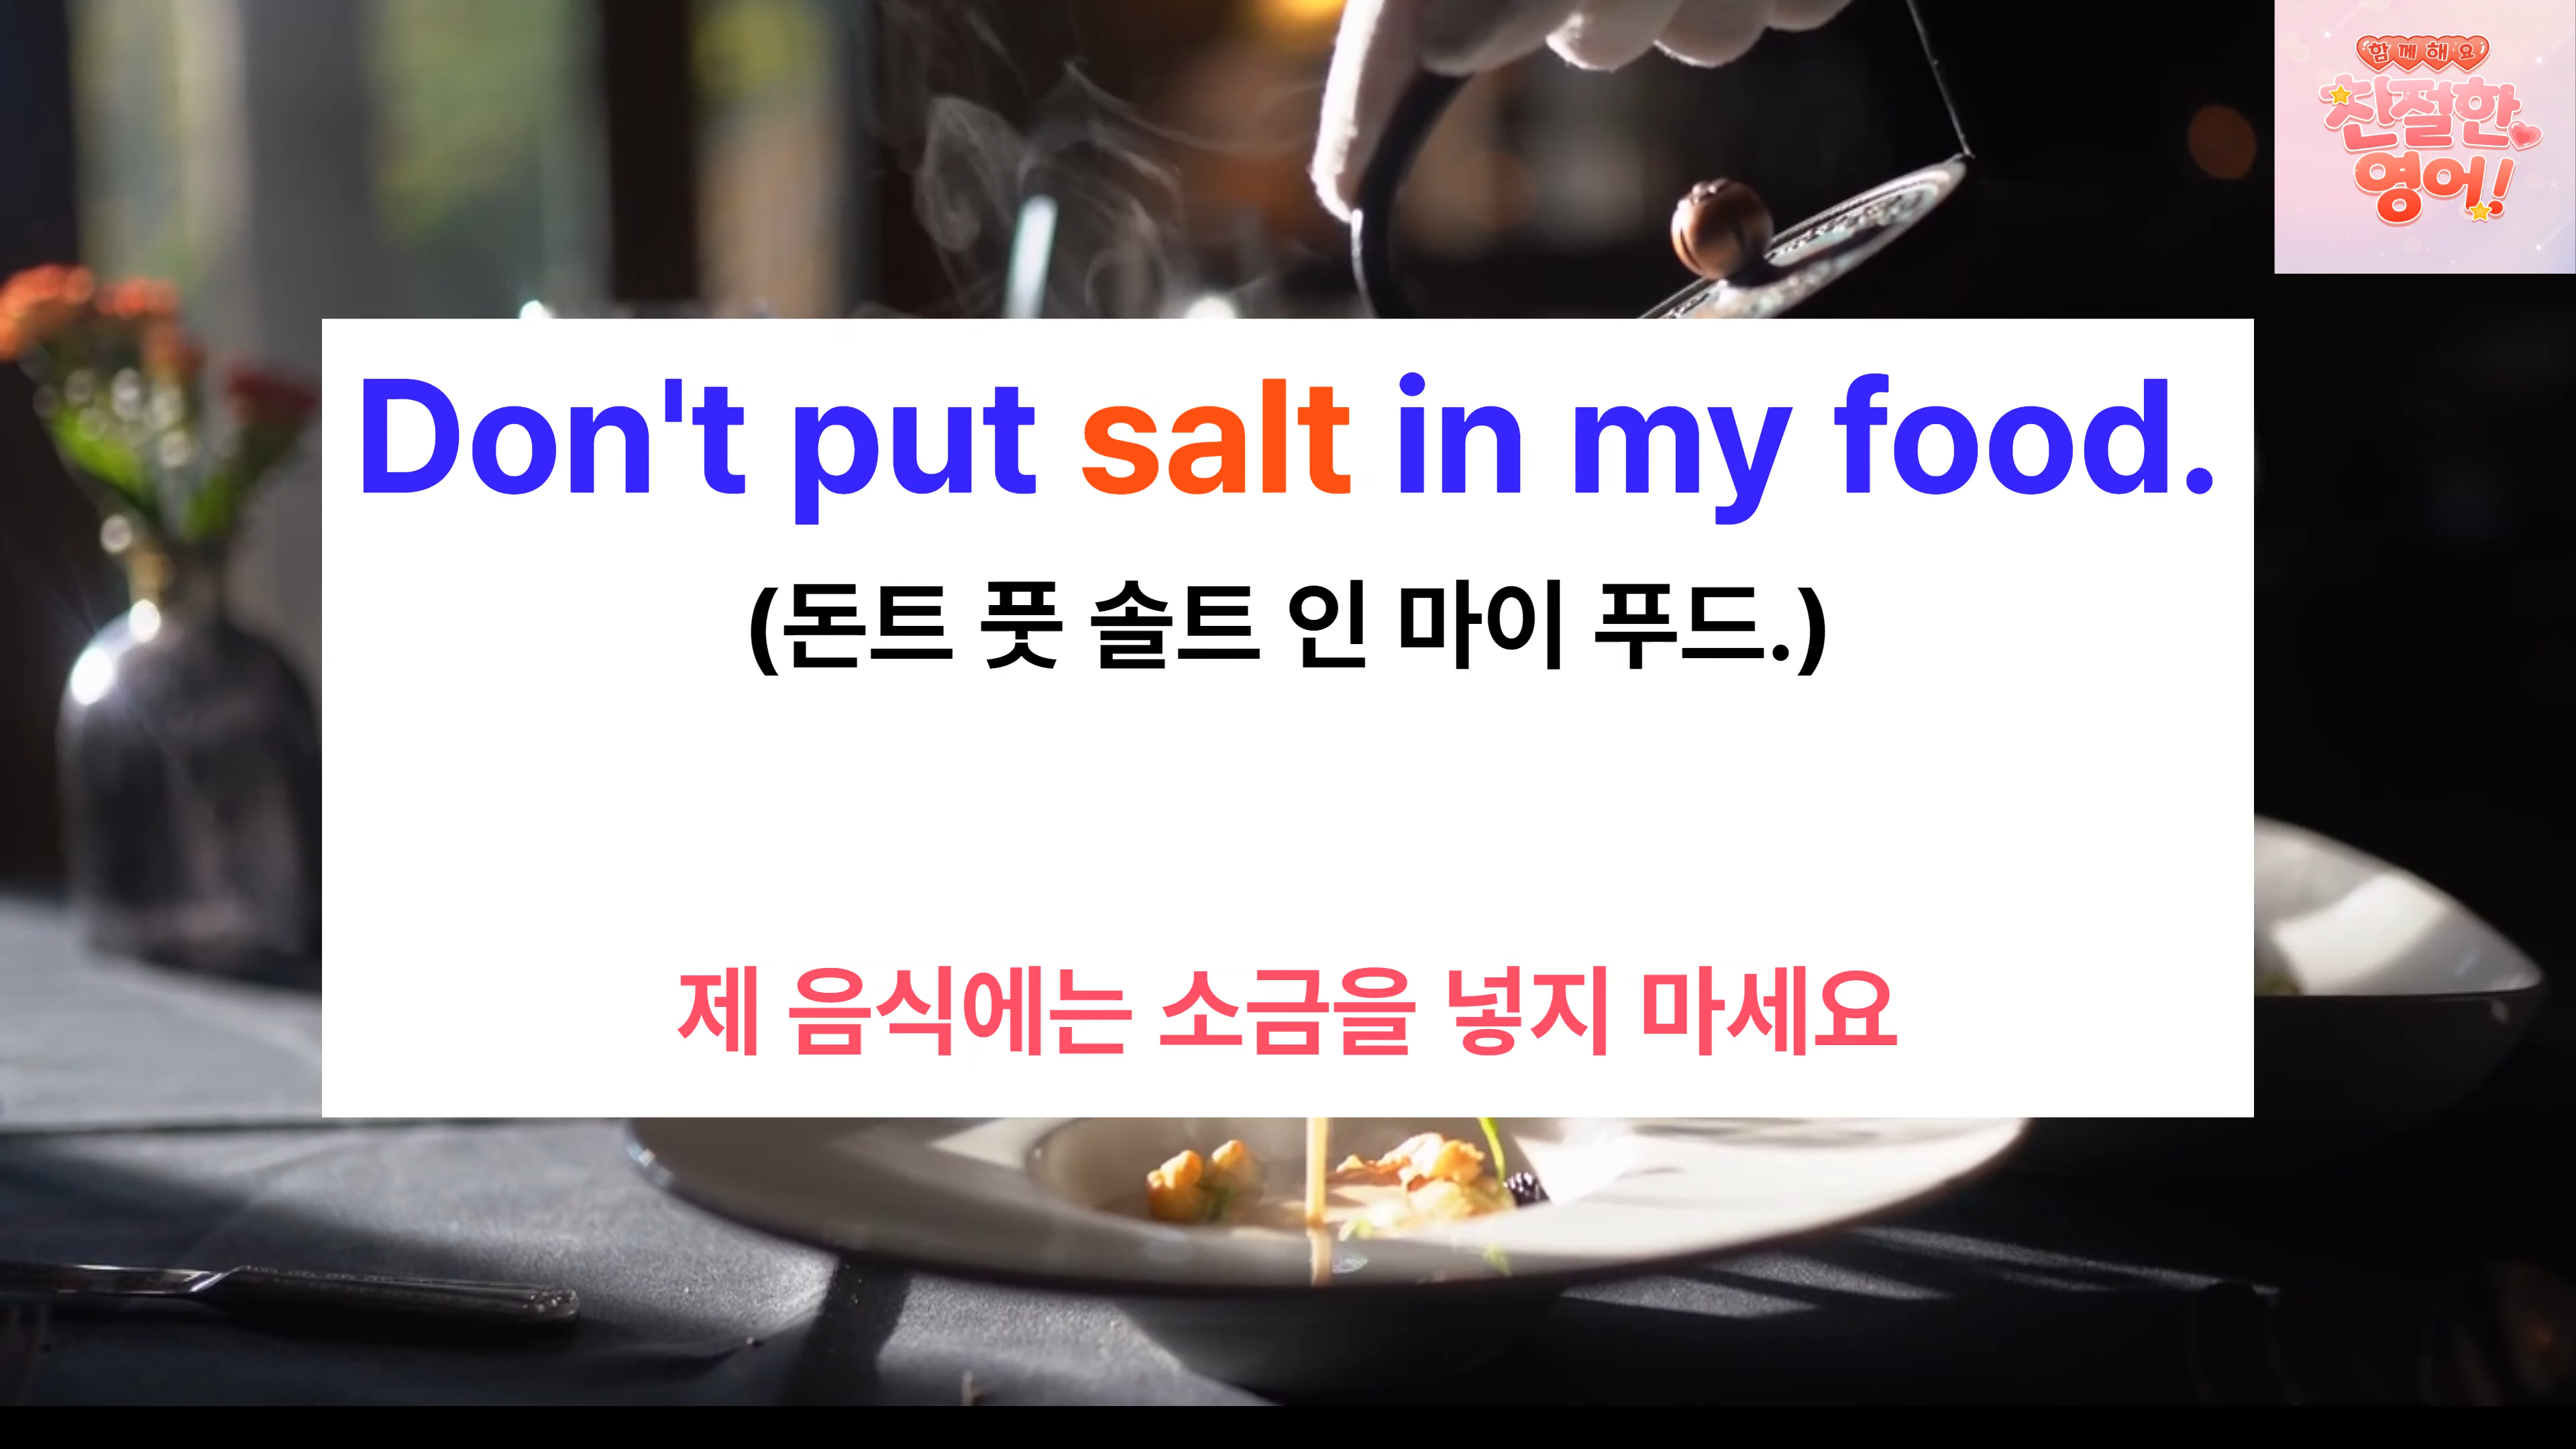 함께해요
친절한
영어!
Don't put salt in my food.
(돈트 풋 솔트 인 마이 푸드.)
제 음식에는 소금을 넣지 마세요